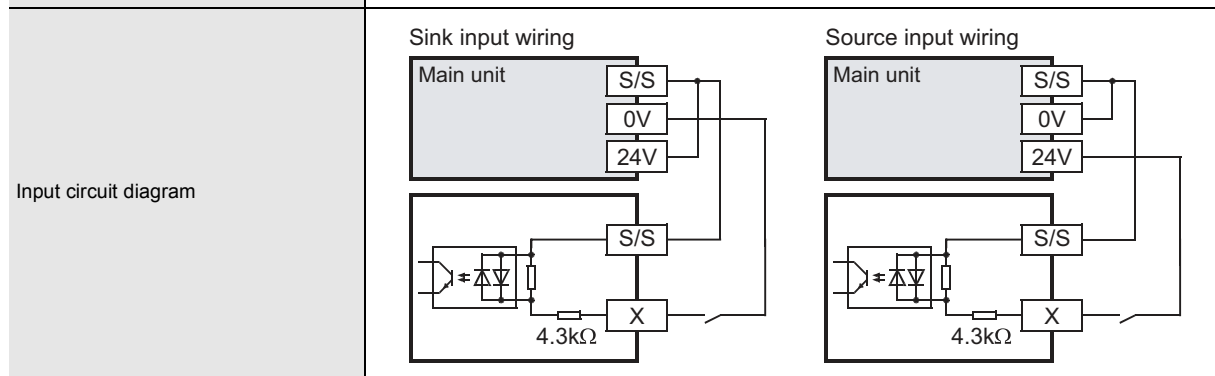 Input circuit diagram
Sink input wiring
Main unit
S/S
0V
24V
S/S
X
4.3kΩ
Source input wiring
Main unit
S/S
0V
24V
S/S
X
4.3kΩ